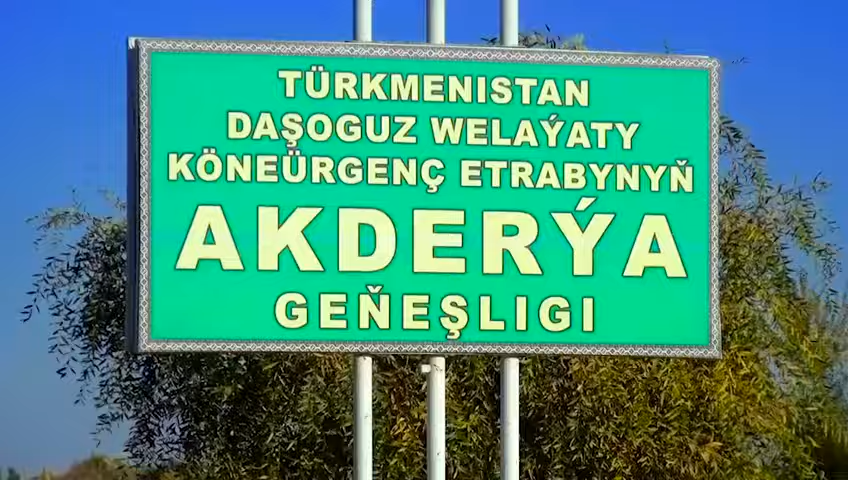 TÜRKMENISTAN
DAŞOGUZ WELAÝATY
KÖNEÜRGENÇ ETRABYNYŇ
AKDERÝA
GEŇEŞLIGI